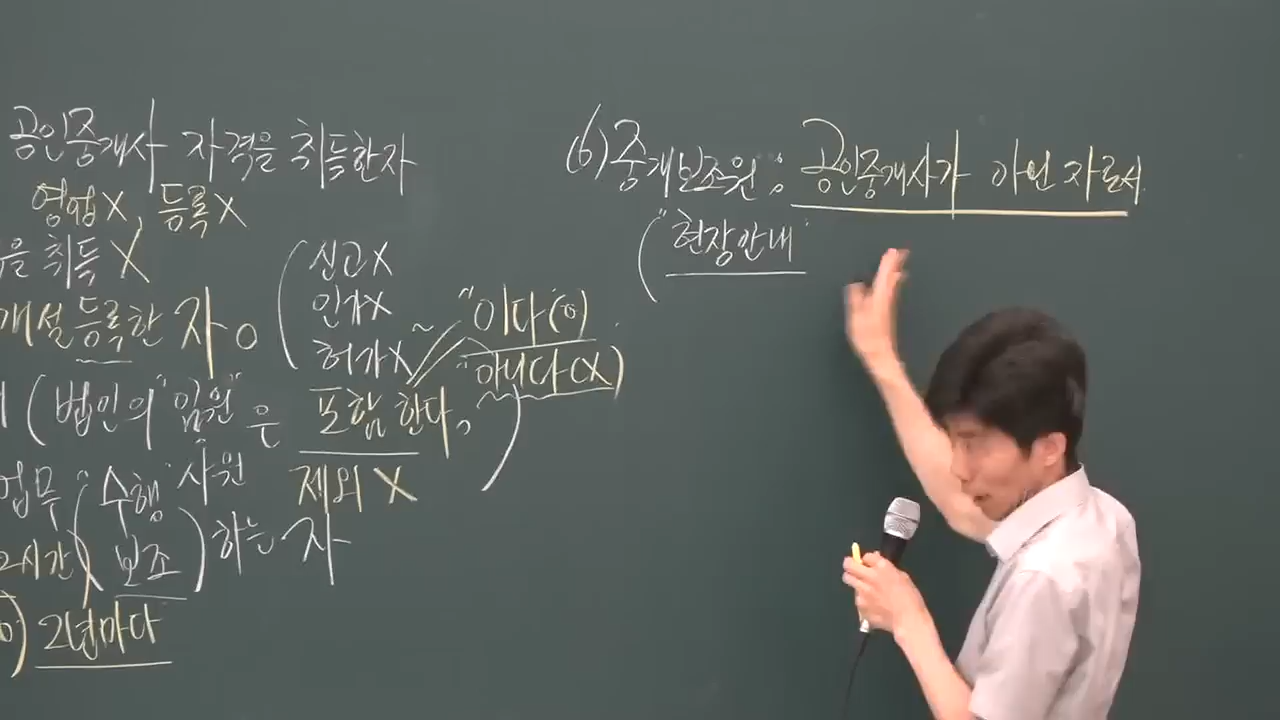 공인중개사 자격을 취득한자
영업X, 등록X
을 취득 X
개설등록한 자 o
(신고X
인가X
허가X ~ "이다(o)
"아니다(X)
(법인의 "임원"은 포함한다. )
사원 제외 X
업무 (수행
보조) 하는 자
2시간
2년마다
(6)중개보조원 : 공인중개사가 아닌 자로서
("현장안내"